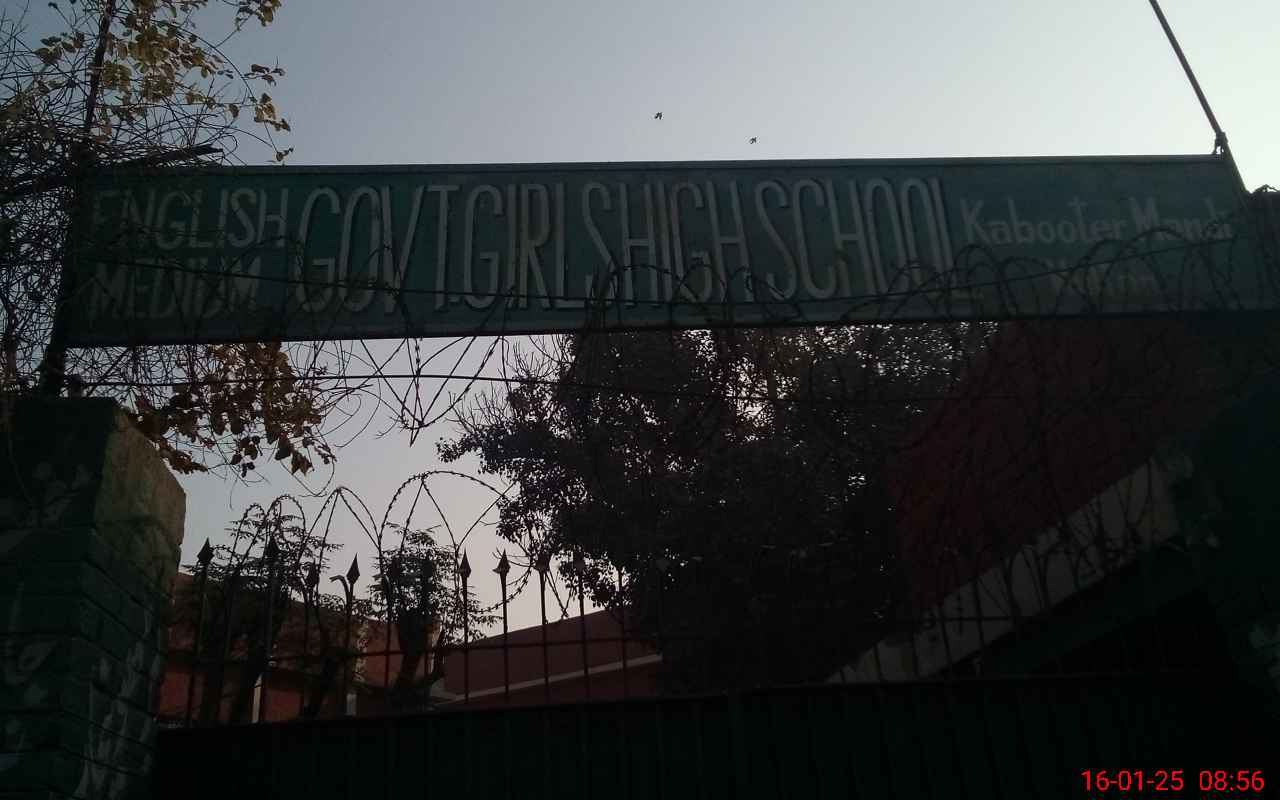 ENGLISH
MEDIUM
GOVT.GIRLS HIGH SCHOOL
Kabooter Mandi
16-01-25 08:56